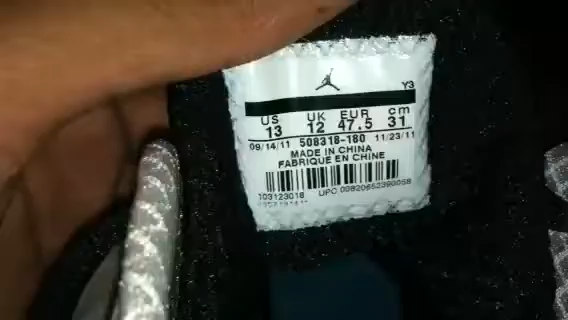 Y3
US UK EUR cm
13 12 47.5 31
09/14/11 508318-180 11/23/11
MADE IN CHINA
FABRIQUE EN CHINE
103123018 UPC 00820652399058